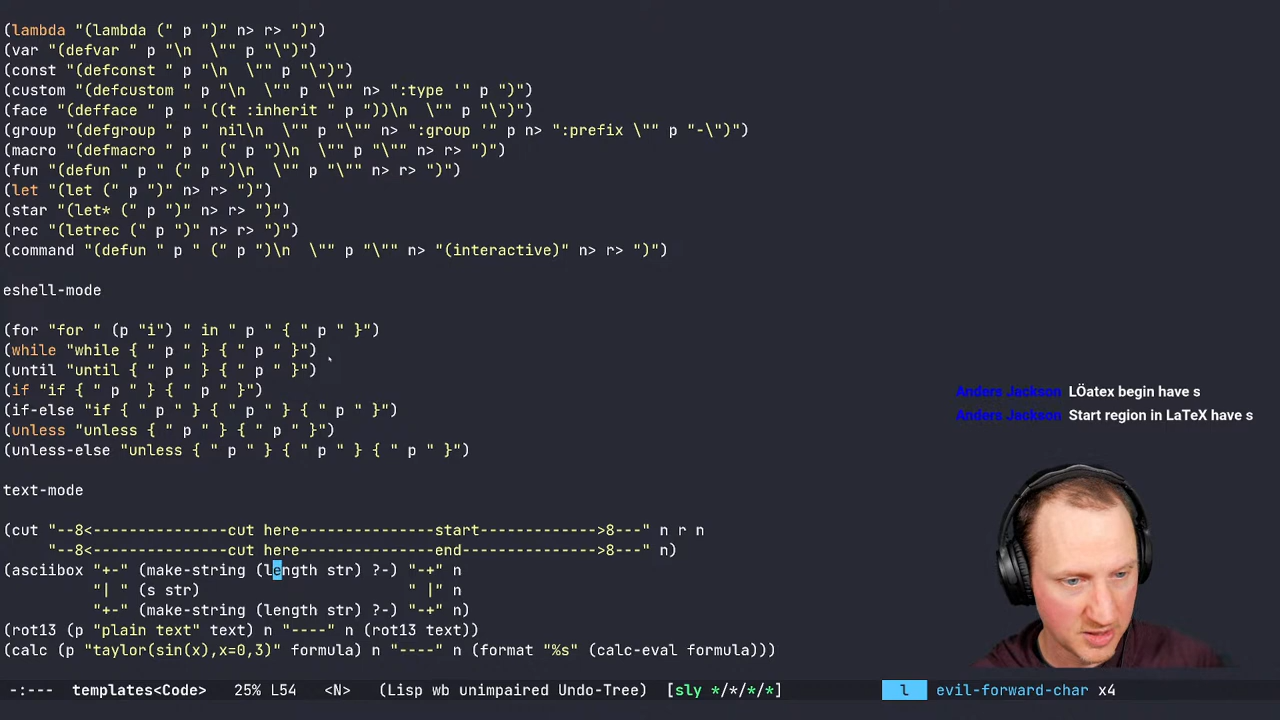 (lambda "(lambda (" p ")" n> r> ")")
(var "(defvar " p "\n  \"" p "\")")
(const "(defconst " p "\n  \"" p "\")")
(custom "(defcustom " p "\n  \"" p "\"" n> ":type '" p ")")
(face "(defface " p " '((t :inherit " p "))\n  \"" p "\")")
(group "(defgroup " p " nil\n  \"" p "\"" n> ":group '" p n> ":prefix \"" p "-\")")
(macro "(defmacro " p " (" p ")\n  \"" p "\"" n> r> ")")
(fun "(defun " p " (" p ")\n  \"" p "\"" n> r> ")")
(let "(let (" p ")" n> r> ")")
(star "(let* (" p ")" n> r> ")")
(rec "(letrec (" p ")" n> r> ")")
(command "(defun " p " (" p ")\n  \"" p "\"" n> "(interactive)" n> r> ")")
eshell-mode
(for "for " (p "i") " in " p " { " p " }")
(while "while { " p " } { " p " }")
(until "until { " p " } { " p " }")
(if "if { " p " } { " p " }")
(if-else "if { " p " } { " p " } { " p " }")
(unless "unless { " p " } { " p " }")
(unless-else "unless { " p " } { " p " } { " p " }")
Anders Jackson LÖatex begin have s
Anders Jackson Start region in LaTeX have s
text-mode
(cut "--8<---------------cut here---------------start------------->8---" n r n
"--8<---------------cut here---------------end--------------->8---" n)
(asciibox "+-" (make-string (length str) ?-) "-+" n
"| " (s str)                       " |" n
"+-" (make-string (length str) ?-) "-+" n)
(rot13 (p "plain text" text) n "----" n (rot13 text))
(calc (p "taylor(sin(x),x=0,3)" formula) n "----" n (format "%s" (calc-eval formula)))
-:--- templates<Code> 25% L54 <N> (Lisp wb unimpaired Undo-Tree) [sly */*/*/*] l evil-forward-char x4